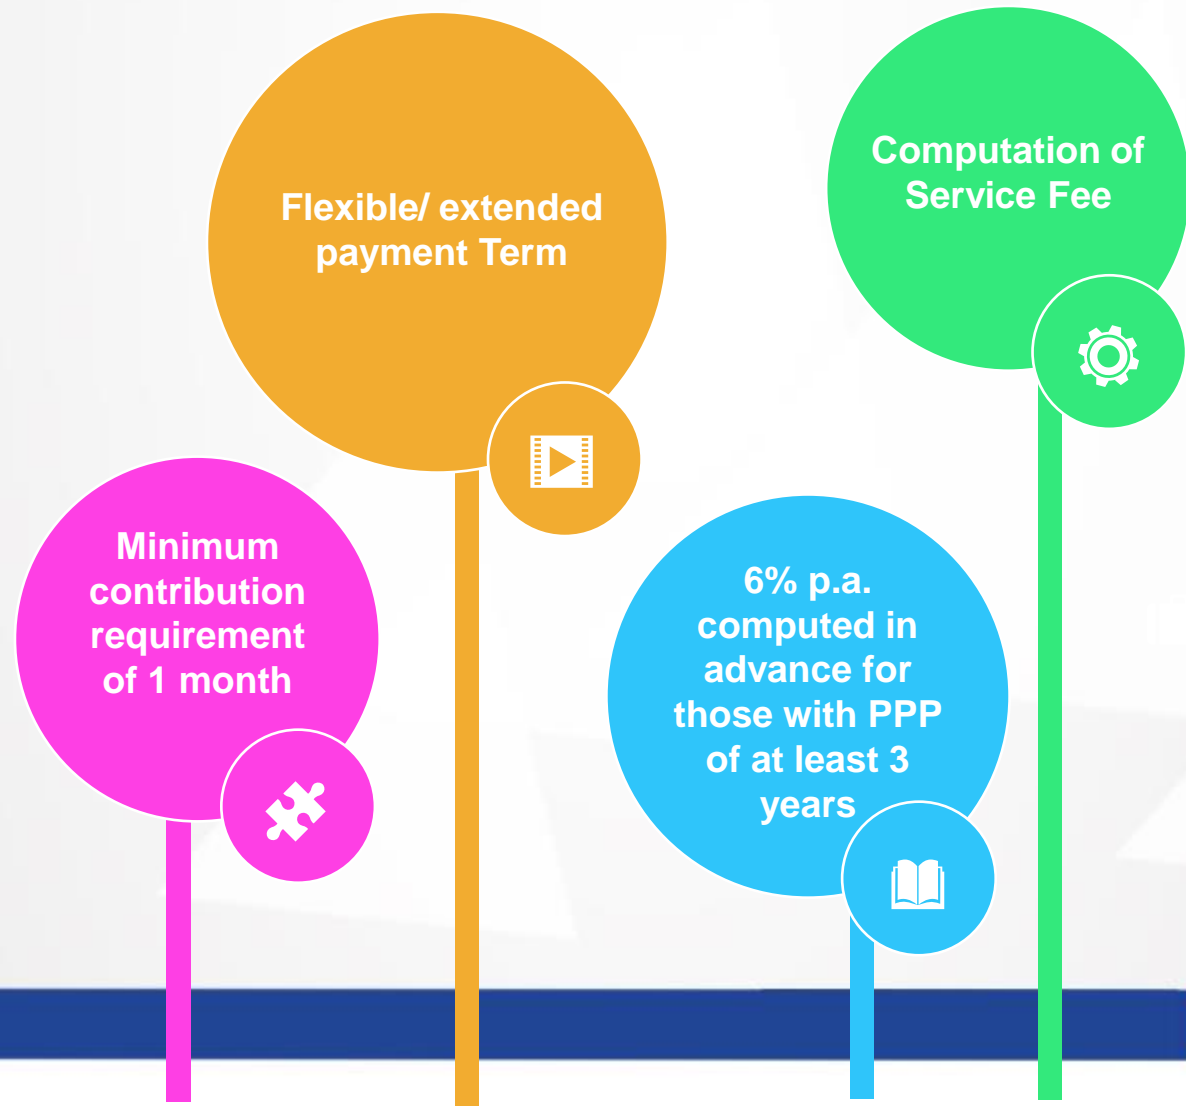 Flexible/ extended
payment Term
Computation of
Service Fee
Minimum
contribution
requirement
of 1 month
6% p.a.
computed in
advance for
those with PPP
of at least 3
years